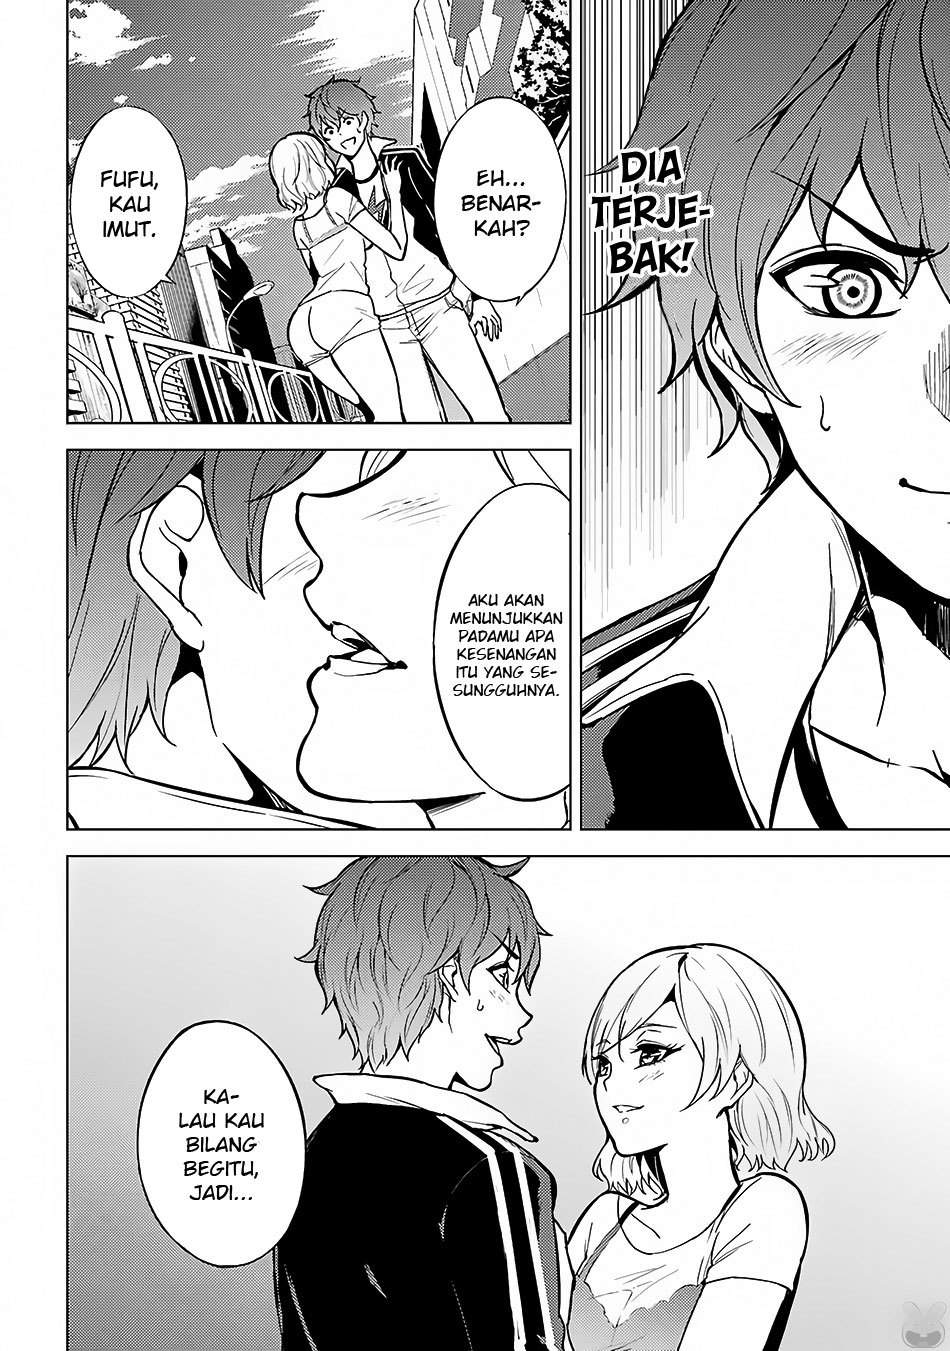 DIA
TERJE-
BAK!
EH...
BENAR-
KAH?
FUFU,
KAU
IMUT.
AKU AKAN
MENUNJUKKAN
PADAMU APA
KESENANGAN
ITU YANG SE-
SUNGGUHNYA.
KA-
LAU KAU
BILANG
BEGITU,
JADI...